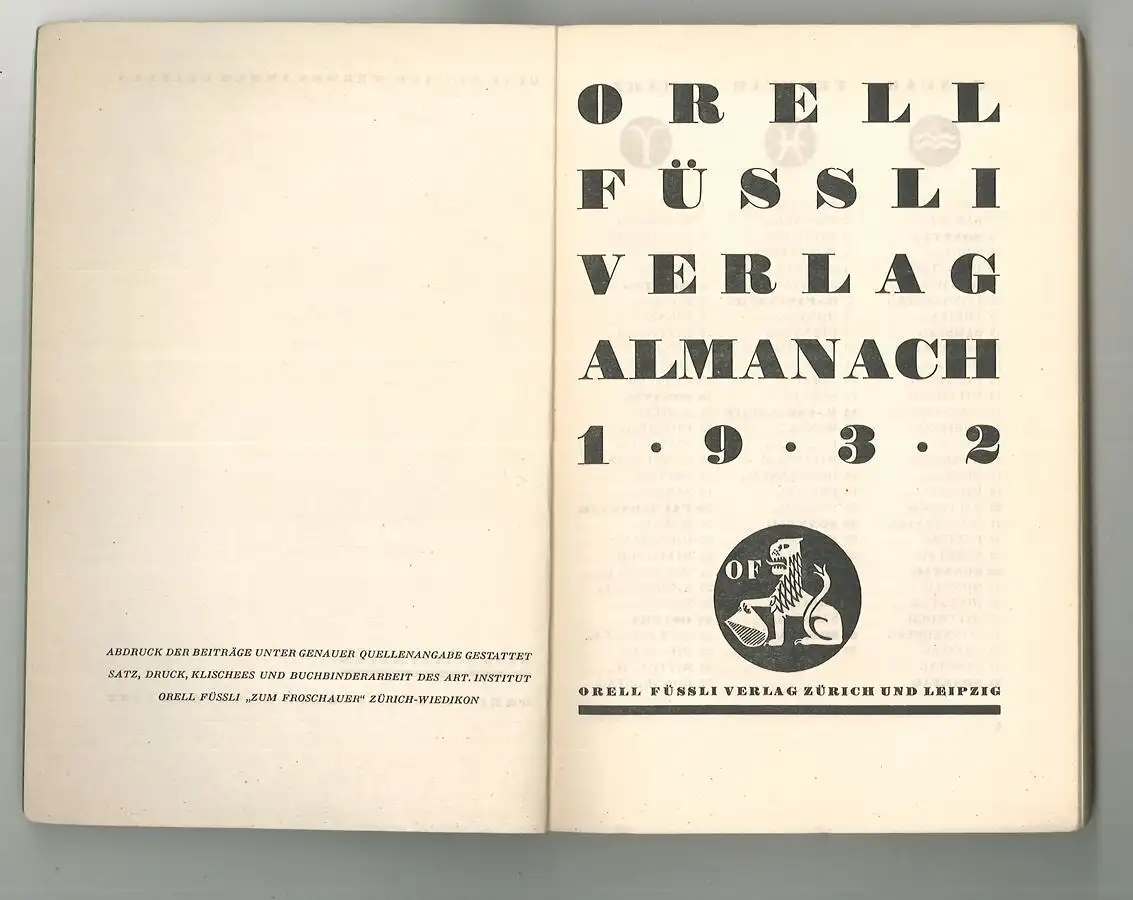 ABDRUCK DER BEITRÄGE UNTER GENAUER QUELLENANGABE GESTATTET
SATZ, DRUCK, KLISCHEES UND BUCHBINDERARBEIT DES ART. INSTITUT
ORELL FÜSSLI „ZUM FROSCHAUER“ ZÜRICH-WIEDIKON
ORELL
FÜSSLI
VERLAG
ALMANACH
1 · 9 · 3 · 2
OF
ORELL FÜSSLI VERLAG ZÜRICH UND LEIPZIG